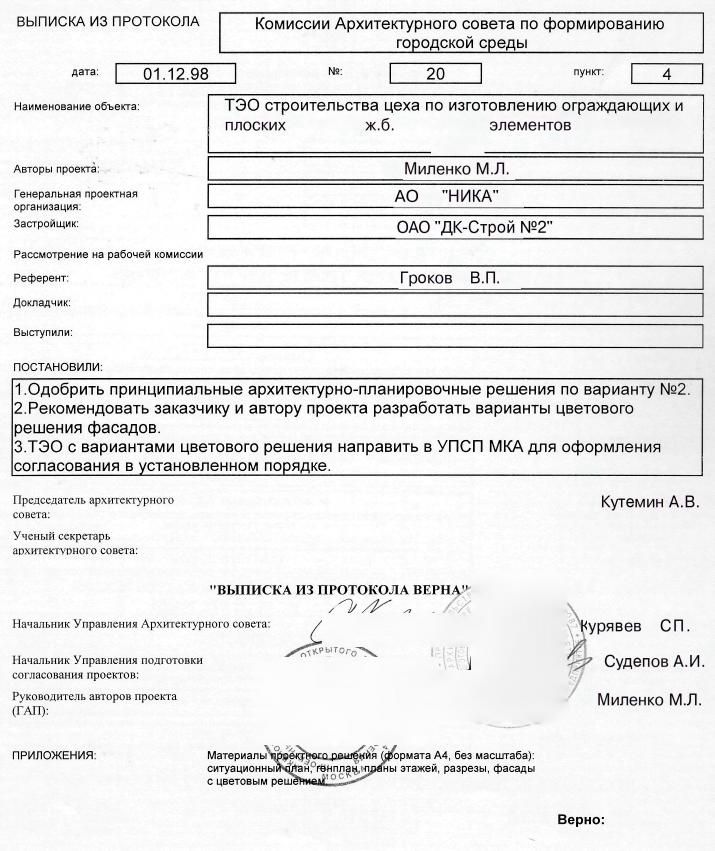 ВЫПИСКА ИЗ ПРОТОКОЛА
Комиссии Архитектурного совета по формированию
городской среды
дата: 01.12.98 №: 20 пункт: 4
Наименование объекта:
ТЭО строительства цеха по изготовлению ограждающих и
плоских ж.б. элементов
Авторы проекта: Миленко М.Л.
Генеральная проектная
организация:
АО "НИКА"
Застройщик: ОАО "ДК-Строй №2"
Рассмотрение на рабочей комиссии
Референт: Гроков В.П.
Докладчик:
Выступили:
ПОСТАНОВИЛИ:
1.Одобрить принципиальные архитектурно-планировочные решения по варианту №2.
2.Рекомендовать заказчику и автору проекта разработать варианты цветового
решения фасадов.
3.ТЭО с вариантами цветового решения направить в УПСП МКА для оформления
согласования в установленном порядке.
Председатель архитектурного
совета:
Кутемин А.В.
Ученый секретарь
архитектурного совета:
"ВЫПИСКА ИЗ ПРОТОКОЛА ВЕРНА"
Начальник Управления Архитектурного совета: Курявев СП.
ОТКРЫТОГО
Начальник Управления подготовки
согласования проектов:
Судепов А.И.
Руководитель авторов проекта
(ГАП):
Миленко М.Л.
ПРИЛОЖЕНИЯ:
Материалы проектного решения (формата А4, без масштаба):
ситуационный план, генплан, планы этажей, разрезы, фасады
с цветовым решением
МОСКВЫ
Верно: